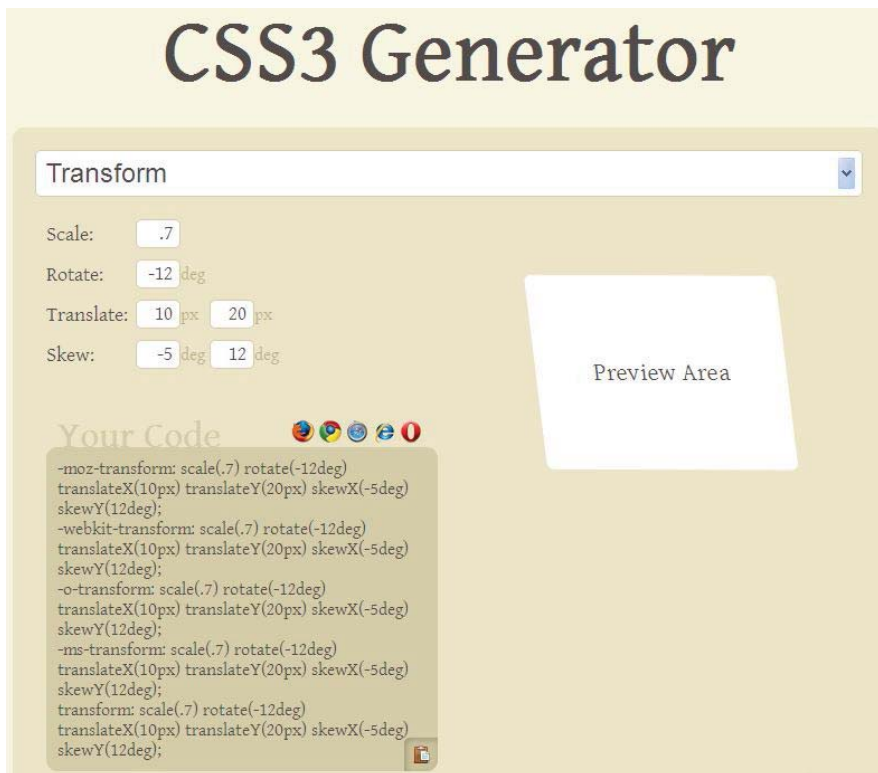 CSS3 Generator
Transform
Scale: .7
Rotate: -12 deg
Translate: 10 px 20 px
Skew: -5 deg 12 deg
Preview Area
Your Code
-moz-transform: scale(.7) rotate(-12deg)
translateX(10px) translateY(20px) skewX(-5deg)
skewY(12deg);
-webkit-transform: scale(.7) rotate(-12deg)
translateX(10px) translateY(20px) skewX(-5deg)
skewY(12deg);
-o-transform: scale(.7) rotate(-12deg)
translateX(10px) translateY(20px) skewX(-5deg)
skewY(12deg);
-ms-transform: scale(.7) rotate(-12deg)
translateX(10px) translateY(20px) skewX(-5deg)
skewY(12deg);
transform: scale(.7) rotate(-12deg)
translateX(10px) translateY(20px) skewX(-5deg)
skewY(12deg);